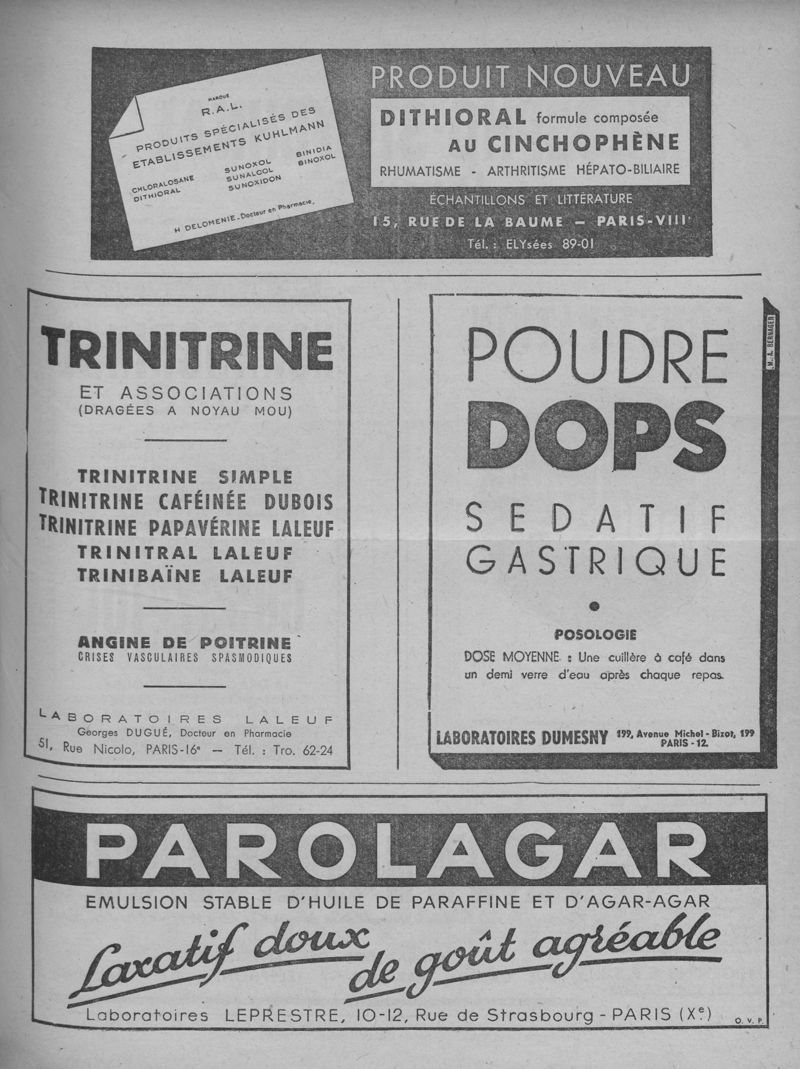 MARQUE
R.A.L.
PRODUITS SPÉCIALISÉS DES
ETABLISSEMENTS KUHLMANN
CHLORALOSANE SUNOXOL BINIDIA
DITHIORAL SUNALCOL BINOXOL
SUNOXIDON
H DELOMENIE, Docteur en Pharmacie,
PRODUIT NOUVEAU
DITHIORAL formule composée
AU CINCHOPHÈNE
RHUMATISME - ARTHRITISME HÉPATO-BILIAIRE
ÉCHANTILLONS ET LITTÉRATURE
15, RUE DE LA BAUME — PARIS-VIIIe
Tél. : ELYsées 89-01
TRINITRINE
ET ASSOCIATIONS
(DRAGÉES A NOYAU MOU)
TRINITRINE SIMPLE
TRINITRINE CAFÉINÉE DUBOIS
TRINITRINE PAPAVÉRINE LALEUF
TRINITRAL LALEUF
TRINIBAÏNE LALEUF
ANGINE DE POITRINE
CRISES VASCULAIRES SPASMODIQUES
LABORATOIRES LALEUF
Georges DUGUÉ, Docteur en Pharmacie
51, Rue Nicolo, PARIS-16e — Tél. : Tro. 62-24
POUDRE
DOPS
SEDATIF
GASTRIQUE
POSOLOGIE
DOSE MOYENNE : Une cuillère à café dans
un demi verre d'eau après chaque repas.
LABORATOIRES DUMESNY 199, Avenue Michel-Bizot, 199
PARIS-12.
PAROLAGAR
EMULSION STABLE D'HUILE DE PARAFFINE ET D'AGAR-AGAR
Laxatif doux
de goût agréable
Laboratoires LEPRESTRE, 10-12, Rue de Strasbourg - PARIS (Xe)
O. V. P.